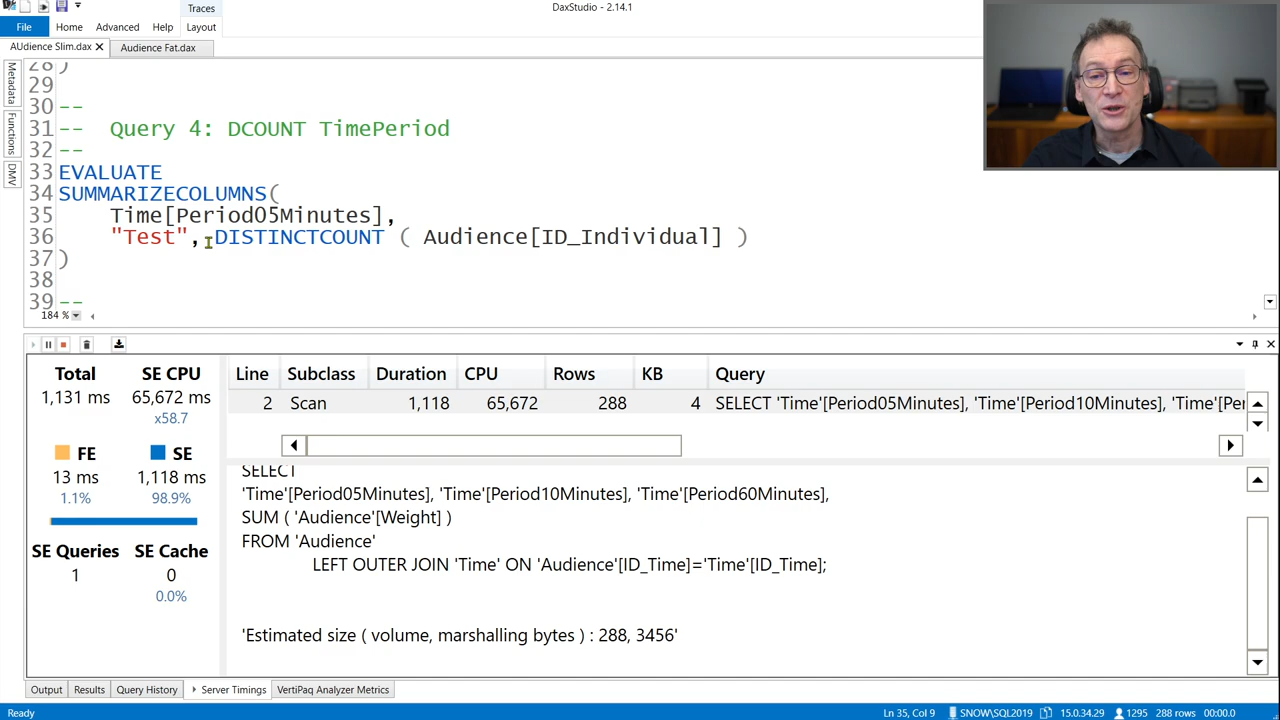 Traces
DaxStudio - 2.14.1
File Home Advanced Help Layout
AUdience Slim.dax Audience Fat.dax
Metadata
Functions
DMV
28 )
29
30 --
31 -- Query 4: DCOUNT TimePeriod
32 --
33 EVALUATE
34 SUMMARIZECOLUMNS(
35 Time[Period05Minutes],
36 "Test", DISTINCTCOUNT ( Audience[ID_Individual] )
37 )
38
39 --
184 %
Total SE CPU
1,131 ms 65,672 ms
x58.7
FE SE
13 ms 1,118 ms
1.1% 98.9%
SE Queries SE Cache
1 0
0.0%
Line Subclass Duration CPU Rows KB Query
2 Scan 1,118 65,672 288 4 SELECT 'Time'[Period05Minutes], 'Time'[Period10Minutes], 'Time'[Per
SELECT
'Time'[Period05Minutes], 'Time'[Period10Minutes], 'Time'[Period60Minutes],
SUM ( 'Audience'[Weight] )
FROM 'Audience'
LEFT OUTER JOIN 'Time' ON 'Audience'[ID_Time]='Time'[ID_Time];
'Estimated size ( volume, marshalling bytes ) : 288, 3456'
Output Results Query History Server Timings VertiPaq Analyzer Metrics
Ready Ln 35, Col 9 SNOW\SQL2019 15.0.34.29 1295 288 rows 00:00.0